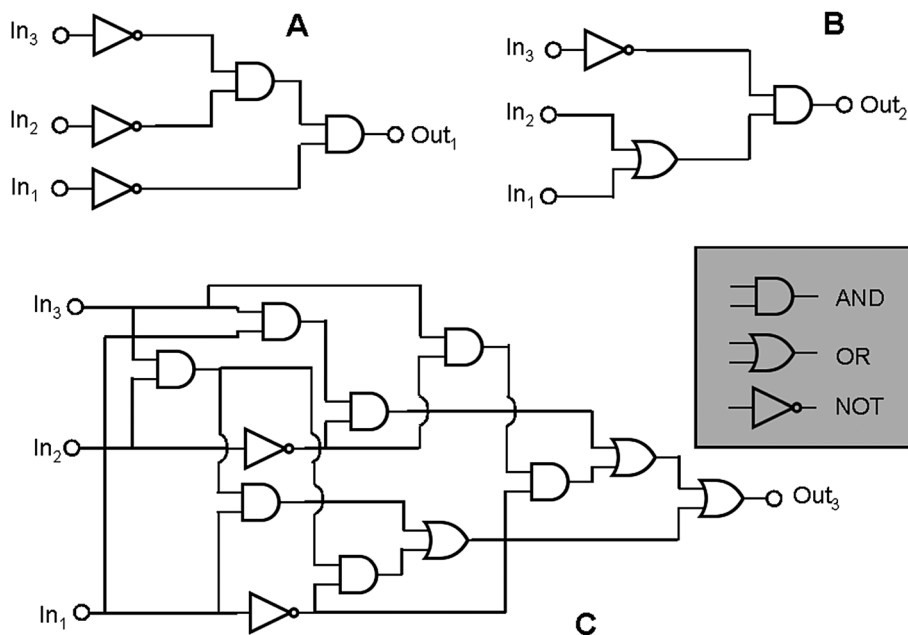 A
In3
In2
In1
Out1
B
In3
In2
In1
Out2
In3
In2
In1
Out3
C
AND
OR
NOT